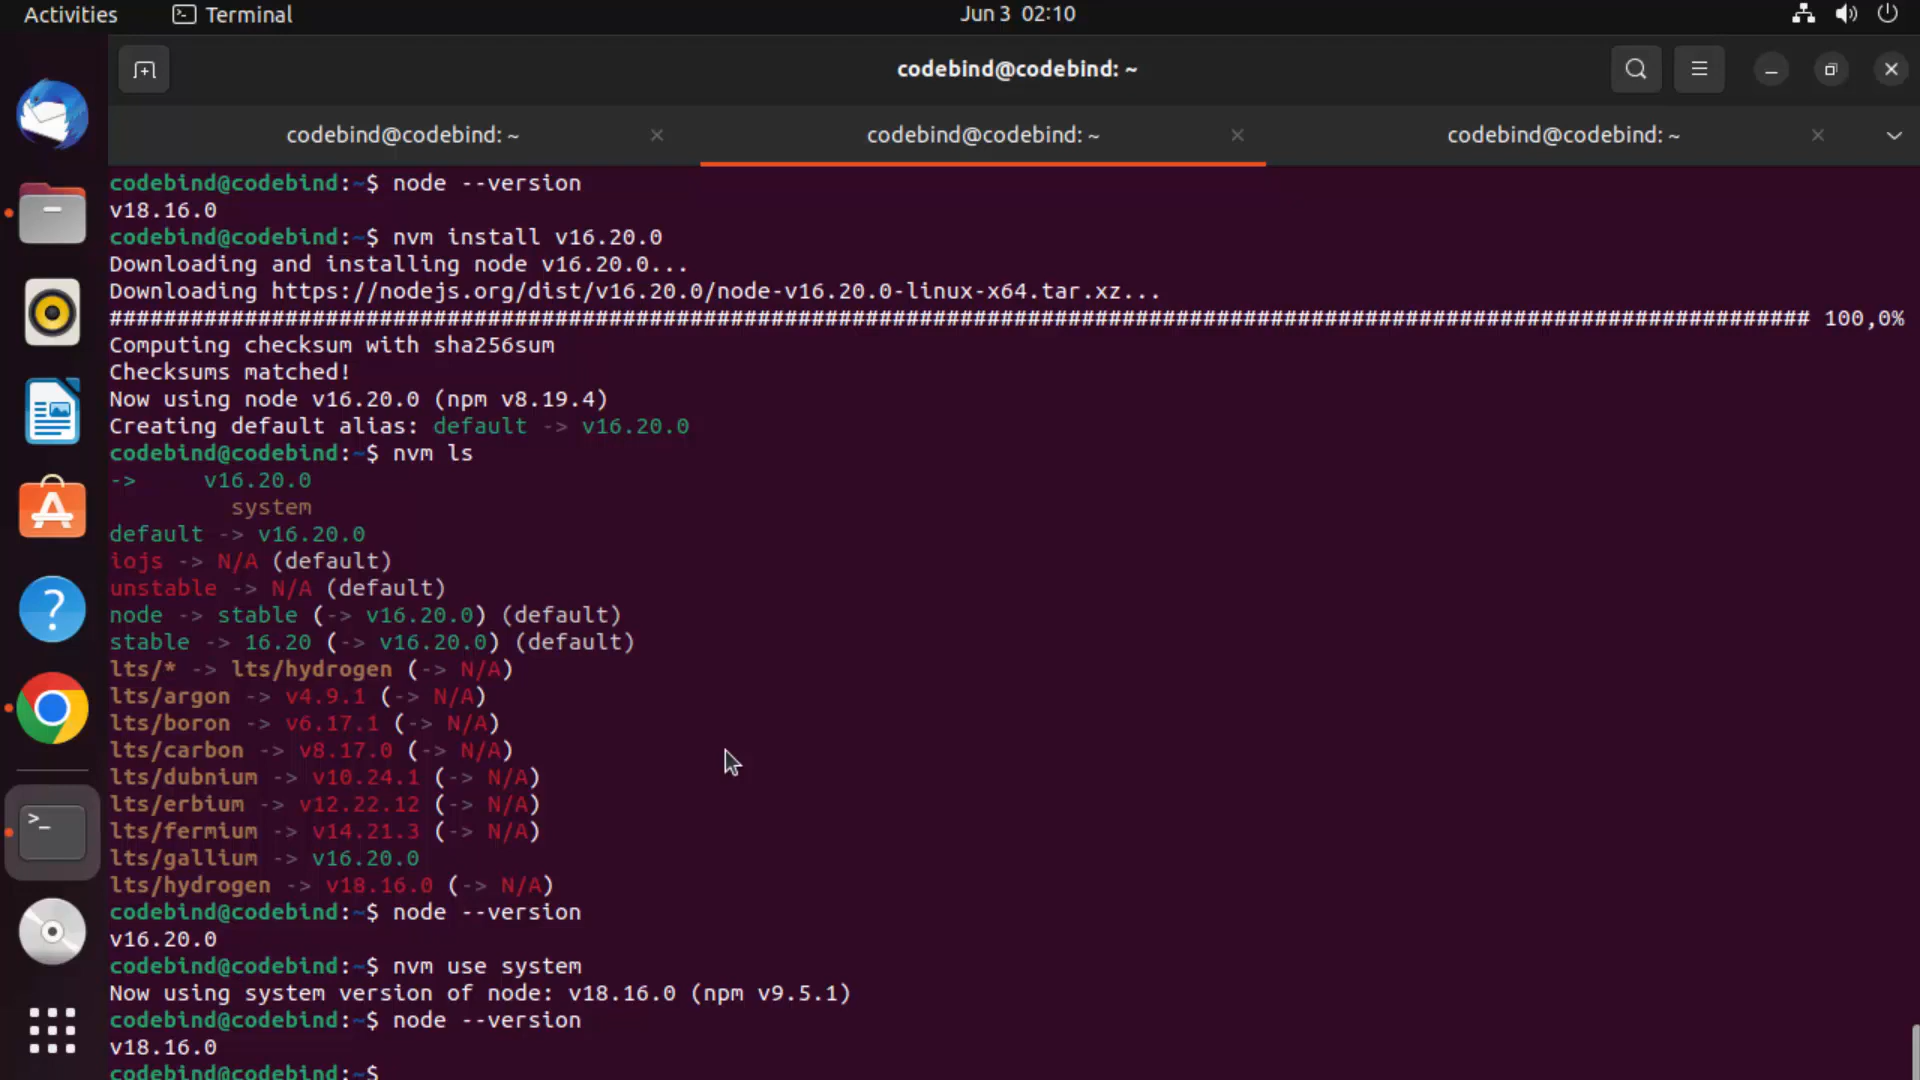 Activities
Terminal
Jun 3 02:10
codebind@codebind: ~
codebind@codebind: ~
codebind@codebind: ~
codebind@codebind: ~
codebind@codebind:~$ node --version
v18.16.0
codebind@codebind:~$ nvm install v16.20.0
Downloading and installing node v16.20.0...
Downloading https://nodejs.org/dist/v16.20.0/node-v16.20.0-linux-x64.tar.xz...
############################################################################################################################## 100,0%
Computing checksum with sha256sum
Checksums matched!
Now using node v16.20.0 (npm v8.19.4)
Creating default alias: default -> v16.20.0
codebind@codebind:~$ nvm ls
-> v16.20.0
system
default -> v16.20.0
iojs -> N/A (default)
unstable -> N/A (default)
node -> stable (-> v16.20.0) (default)
stable -> 16.20 (-> v16.20.0) (default)
lts/* -> lts/hydrogen (-> N/A)
lts/argon -> v4.9.1 (-> N/A)
lts/boron -> v6.17.1 (-> N/A)
lts/carbon -> v8.17.0 (-> N/A)
lts/dubnium -> v10.24.1 (-> N/A)
lts/erbium -> v12.22.12 (-> N/A)
lts/fermium -> v14.21.3 (-> N/A)
lts/gallium -> v16.20.0
lts/hydrogen -> v18.16.0 (-> N/A)
codebind@codebind:~$ node --version
v16.20.0
codebind@codebind:~$ nvm use system
Now using system version of node: v18.16.0 (npm v9.5.1)
codebind@codebind:~$ node --version
v18.16.0
codebind@codebind:~$